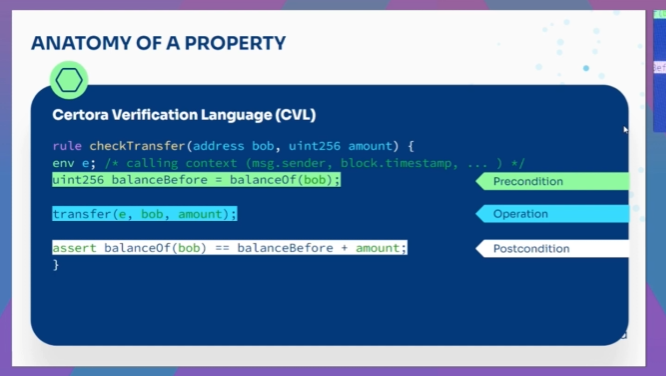 ANATOMY OF A PROPERTY
Certora Verification Language (CVL)
rule checkTransfer(address bob, uint256 amount) {
env e; /* calling context (msg.sender, block.timestamp, ... ) */
uint256 balanceBefore = balanceOf(bob);
Precondition
transfer(e, bob, amount);
Operation
assert balanceOf(bob) == balanceBefore + amount;
Postcondition
}